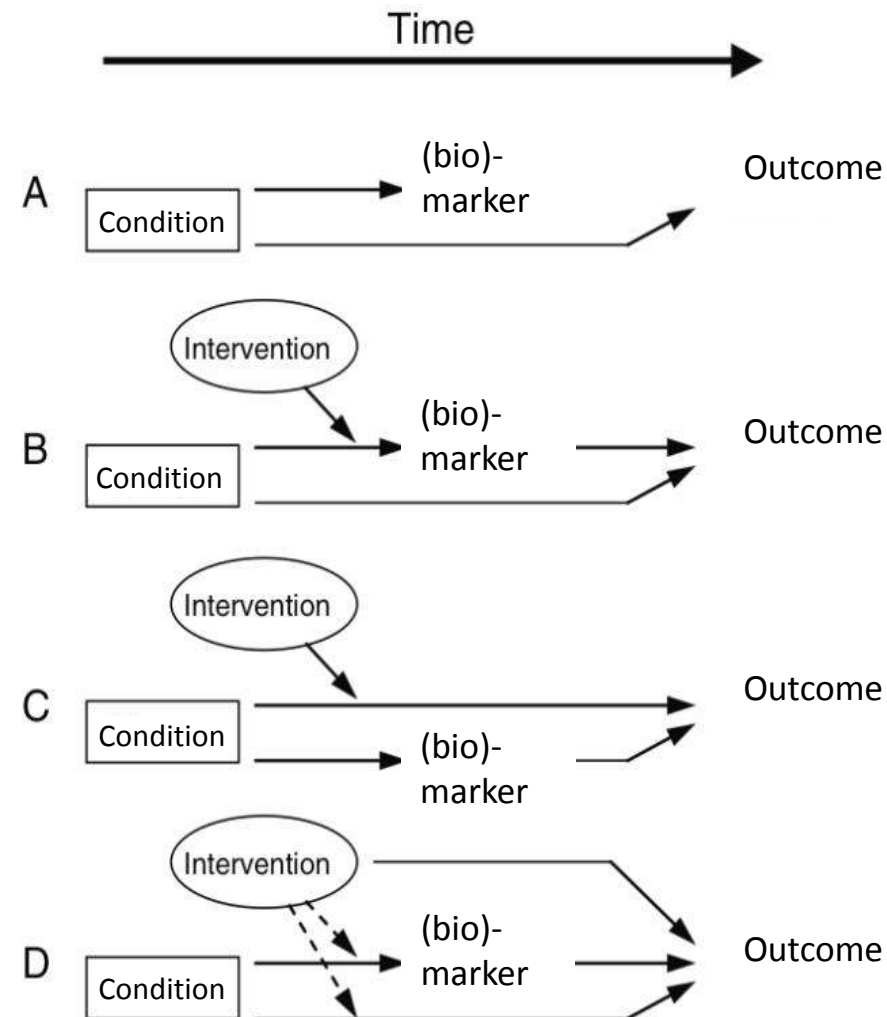 Time
A
Condition
(bio)-
marker
Outcome
Intervention
B
Condition
(bio)-
marker
Outcome
Intervention
C
Condition
(bio)-
marker
Outcome
Intervention
D
Condition
(bio)-
marker
Outcome